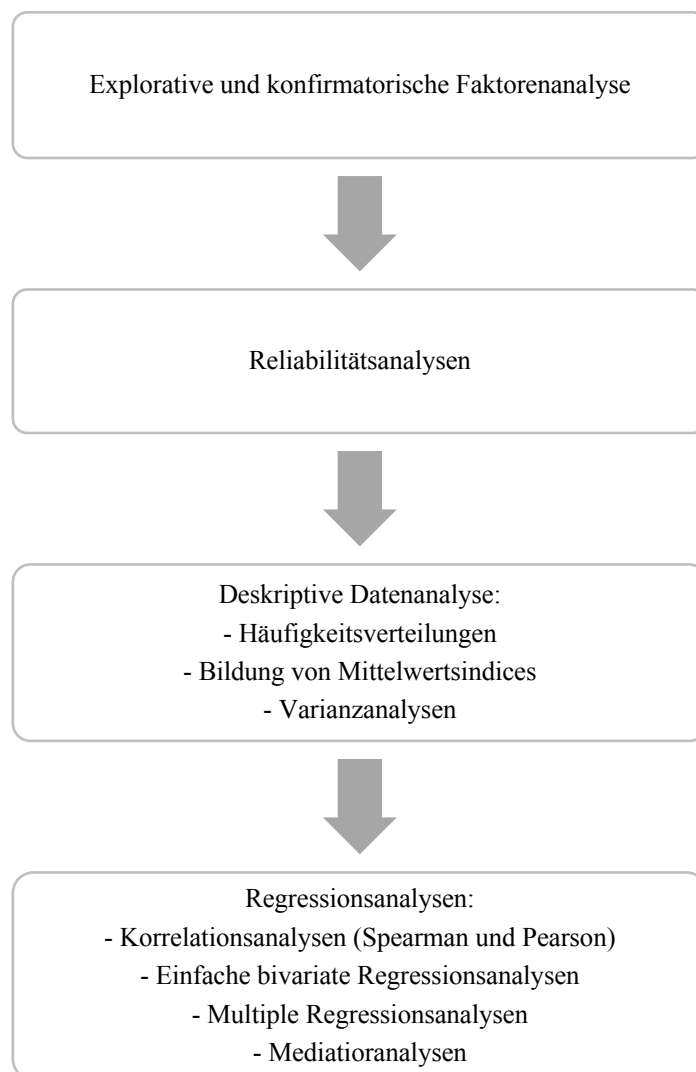 Explorative und konfirmatorische Faktorenanalyse
Reliabilitätsanalysen
Deskriptive Datenanalyse:
- Häufigkeitsverteilungen
- Bildung von Mittelwertsindices
- Varianzanalysen
Regressionsanalysen:
- Korrelationsanalysen (Spearman und Pearson)
- Einfache bivariate Regressionsanalysen
- Multiple Regressionsanalysen
- Mediatioranalysen